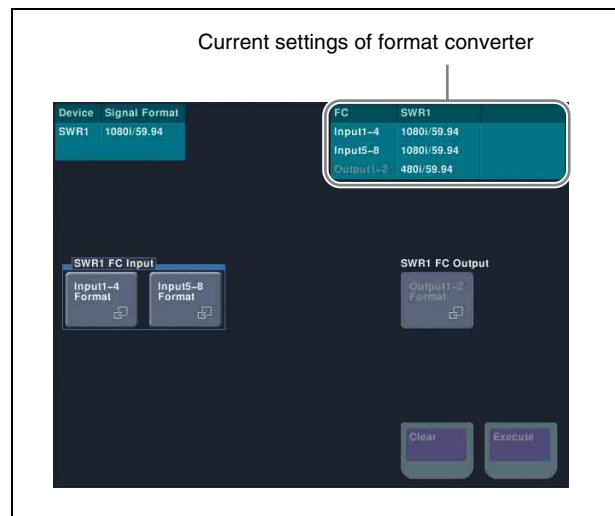 Current settings of format converter
Device Signal Format
SWR1 1080i/59.94
FC SWR1
Input1–4 1080i/59.94
Input5–8 1080i/59.94
Output1–2 480i/59.94
SWR1 FC Input
Input1–4 Format
Input5–8 Format
SWR1 FC Output
Output1–2 Format
Clear
Execute